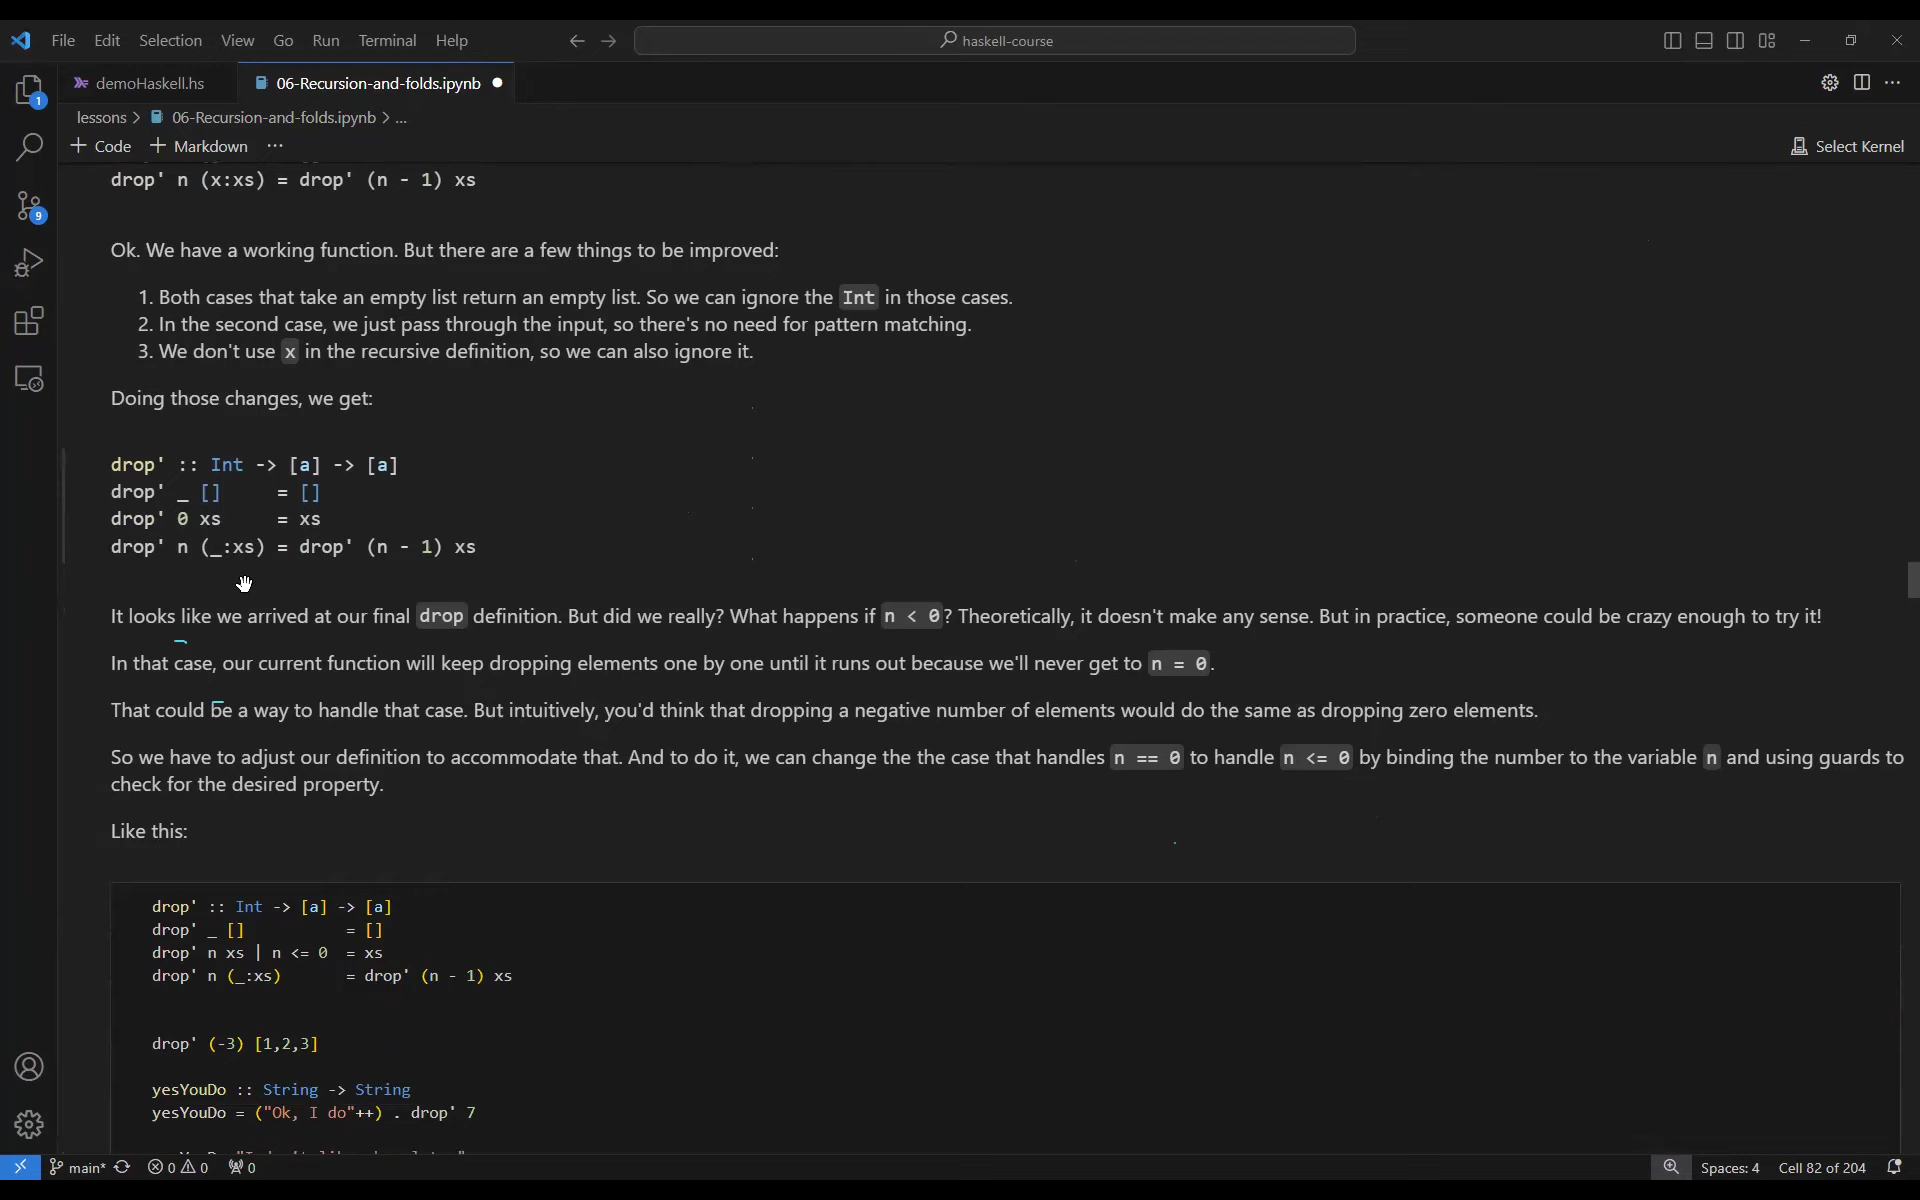 File Edit Selection View Go Run Terminal Help
haskell-course
demoHaskell.hs
06-Recursion-and-folds.ipynb
lessons > 06-Recursion-and-folds.ipynb > ...
+ Code + Markdown ...
Select Kernel
drop' n (x:xs) = drop' (n - 1) xs
Ok. We have a working function. But there are a few things to be improved:
1. Both cases that take an empty list return an empty list. So we can ignore the Int in those cases.
2. In the second case, we just pass through the input, so there's no need for pattern matching.
3. We don't use x in the recursive definition, so we can also ignore it.
Doing those changes, we get:
drop' :: Int -> [a] -> [a]
drop' _ [] = []
drop' 0 xs = xs
drop' n (_:xs) = drop' (n - 1) xs
It looks like we arrived at our final drop definition. But did we really? What happens if n < 0? Theoretically, it doesn't make any sense. But in practice, someone could be crazy enough to try it!
In that case, our current function will keep dropping elements one by one until it runs out because we'll never get to n = 0.
That could be a way to handle that case. But intuitively, you'd think that dropping a negative number of elements would do the same as dropping zero elements.
So we have to adjust our definition to accommodate that. And to do it, we can change the the case that handles n == 0 to handle n <= 0 by binding the number to the variable n and using guards to
check for the desired property.
Like this:
drop' :: Int -> [a] -> [a]
drop' _ [] = []
drop' n xs | n <= 0 = xs
drop' n (_:xs) = drop' (n - 1) xs
drop' (-3) [1,2,3]
yesYouDo :: String -> String
yesYouDo = ("Ok, I do"++) . drop' 7
1
9
main* 0 0 0
Spaces: 4 Cell 82 of 204